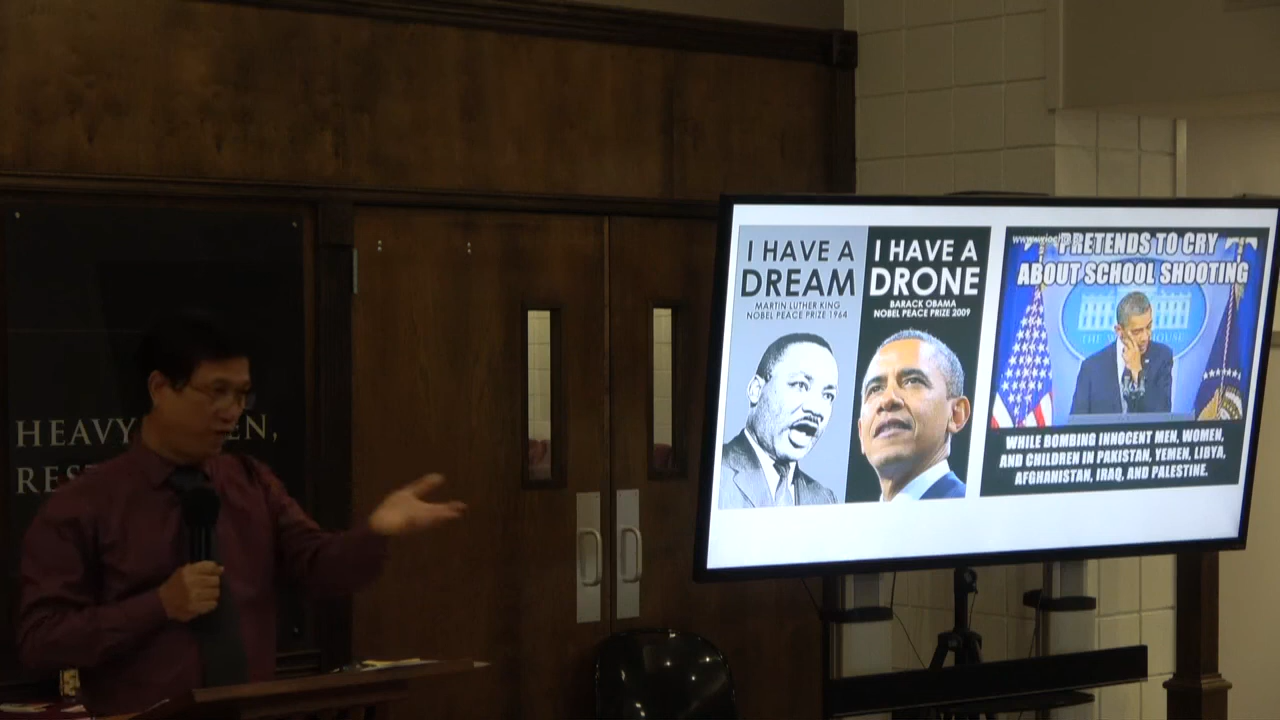 HEAVY
RES
I HAVE A
DREAM
MARTIN LUTHER KING
NOBEL PEACE PRIZE 1964
I HAVE A
DRONE
BARACK OBAMA
NOBEL PEACE PRIZE 2009
PRETENDS TO CRY
ABOUT SCHOOL SHOOTING
WHILE BOMBING INNOCENT MEN, WOMEN,
AND CHILDREN IN PAKISTAN, YEMEN, LIBYA,
AFGHANISTAN, IRAQ, AND PALESTINE.